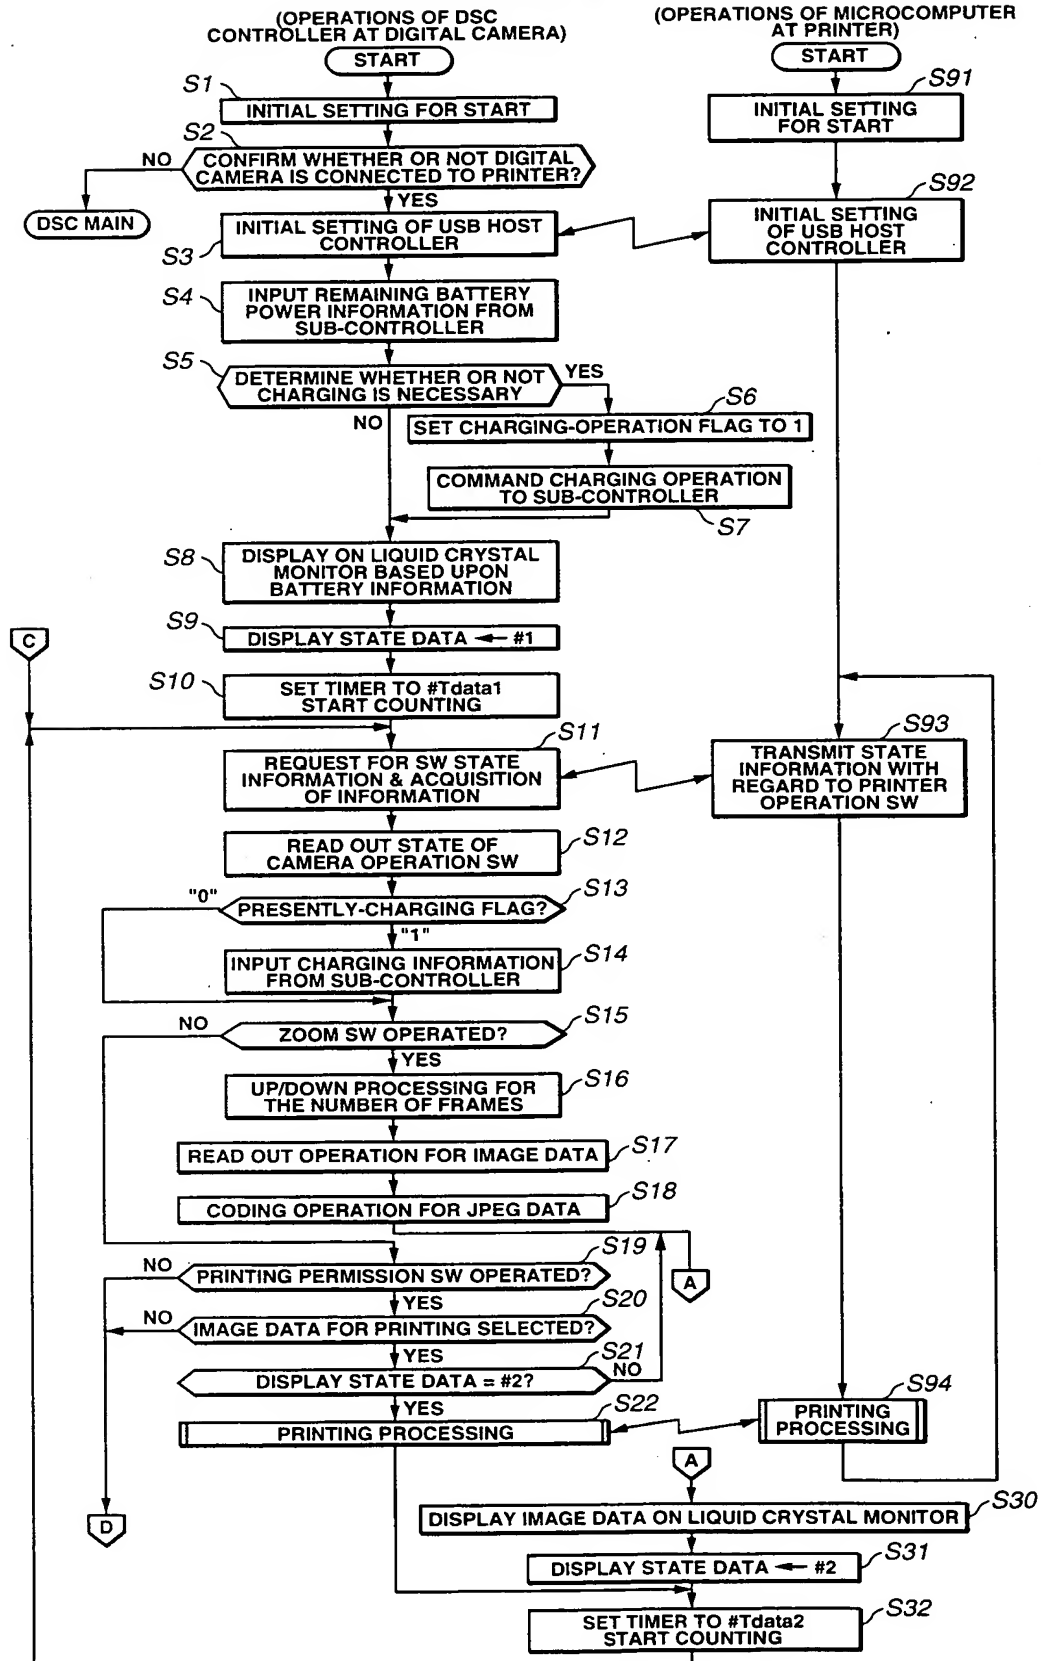 (OPERATIONS OF DSC
CONTROLLER AT DIGITAL CAMERA)
(OPERATIONS OF MICROCOMPUTER
AT PRINTER)
START
START
S1
INITIAL SETTING FOR START
S91
INITIAL SETTING
FOR START
S2
NO
CONFIRM WHETHER OR NOT DIGITAL
CAMERA IS CONNECTED TO PRINTER?
YES
DSC MAIN
S92
INITIAL SETTING
OF USB HOST
CONTROLLER
INITIAL SETTING OF USB HOST
CONTROLLER
S3
S4
INPUT REMAINING BATTERY
POWER INFORMATION FROM
SUB-CONTROLLER
S5
DETERMINE WHETHER OR NOT
CHARGING IS NECESSARY
YES
NO
S6
SET CHARGING-OPERATION FLAG TO 1
COMMAND CHARGING OPERATION
TO SUB-CONTROLLER
S7
S8
DISPLAY ON LIQUID CRYSTAL
MONITOR BASED UPON
BATTERY INFORMATION
S9
DISPLAY STATE DATA ← #1
C
S10
SET TIMER TO #Tdata1
START COUNTING
S11
REQUEST FOR SW STATE
INFORMATION & ACQUISITION
OF INFORMATION
S93
TRANSMIT STATE
INFORMATION WITH
REGARD TO PRINTER
OPERATION SW
READ OUT STATE OF
CAMERA OPERATION SW
S12
"0"
PRESENTLY-CHARGING FLAG?
S13
"1"
INPUT CHARGING INFORMATION
FROM SUB-CONTROLLER
S14
NO
ZOOM SW OPERATED?
S15
YES
UP/DOWN PROCESSING FOR
THE NUMBER OF FRAMES
S16
READ OUT OPERATION FOR IMAGE DATA
S17
CODING OPERATION FOR JPEG DATA
S18
S19
NO
PRINTING PERMISSION SW OPERATED?
A
YES
S20
NO
IMAGE DATA FOR PRINTING SELECTED?
YES
S21
DISPLAY STATE DATA = #2?
NO
YES
S22
PRINTING PROCESSING
S94
PRINTING
PROCESSING
A
D
DISPLAY IMAGE DATA ON LIQUID CRYSTAL MONITOR
S30
DISPLAY STATE DATA ← #2
S31
SET TIMER TO #Tdata2
START COUNTING
S32